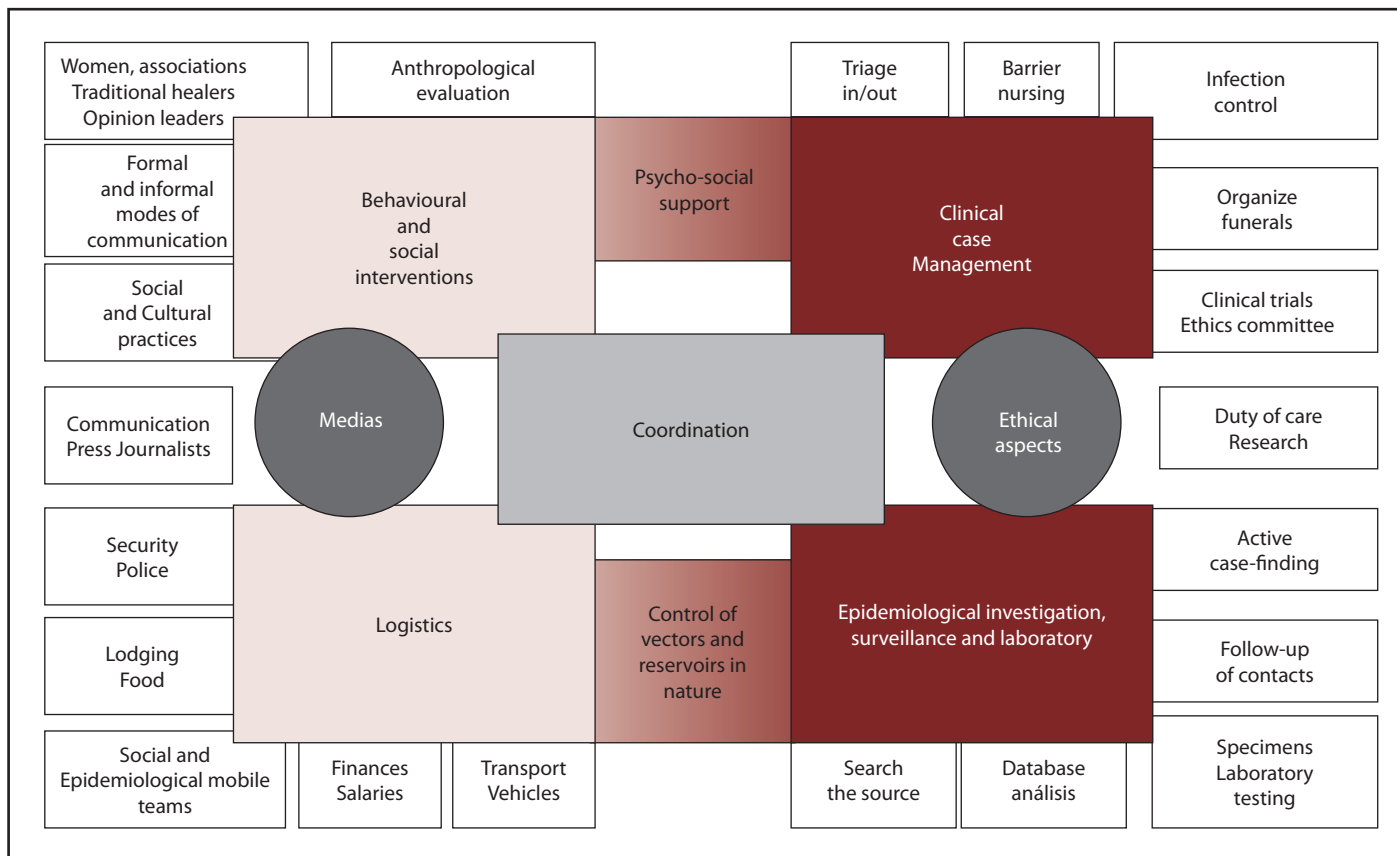 Women, associations
Traditional healers
Opinion leaders
Anthropological
evaluation
Triage
in/out
Barrier
nursing
Infection
control
Formal
and informal
modes of
communication
Behavioural
and
social
interventions
Psycho-social
support
Clinical
case
Management
Organize
funerals
Social
and Cultural
practices
Clinical trials
Ethics committee
Communication
Press Journalists
Medias
Coordination
Ethical
aspects
Duty of care
Research
Security
Police
Logistics
Control of
vectors and
reservoirs in
nature
Epidemiological investigation,
surveillance and laboratory
Active
case-finding
Lodging
Food
Follow-up
of contacts
Social and
Epidemiological mobile
teams
Finances
Salaries
Transport
Vehicles
Search
the source
Database
análisis
Specimens
Laboratory
testing